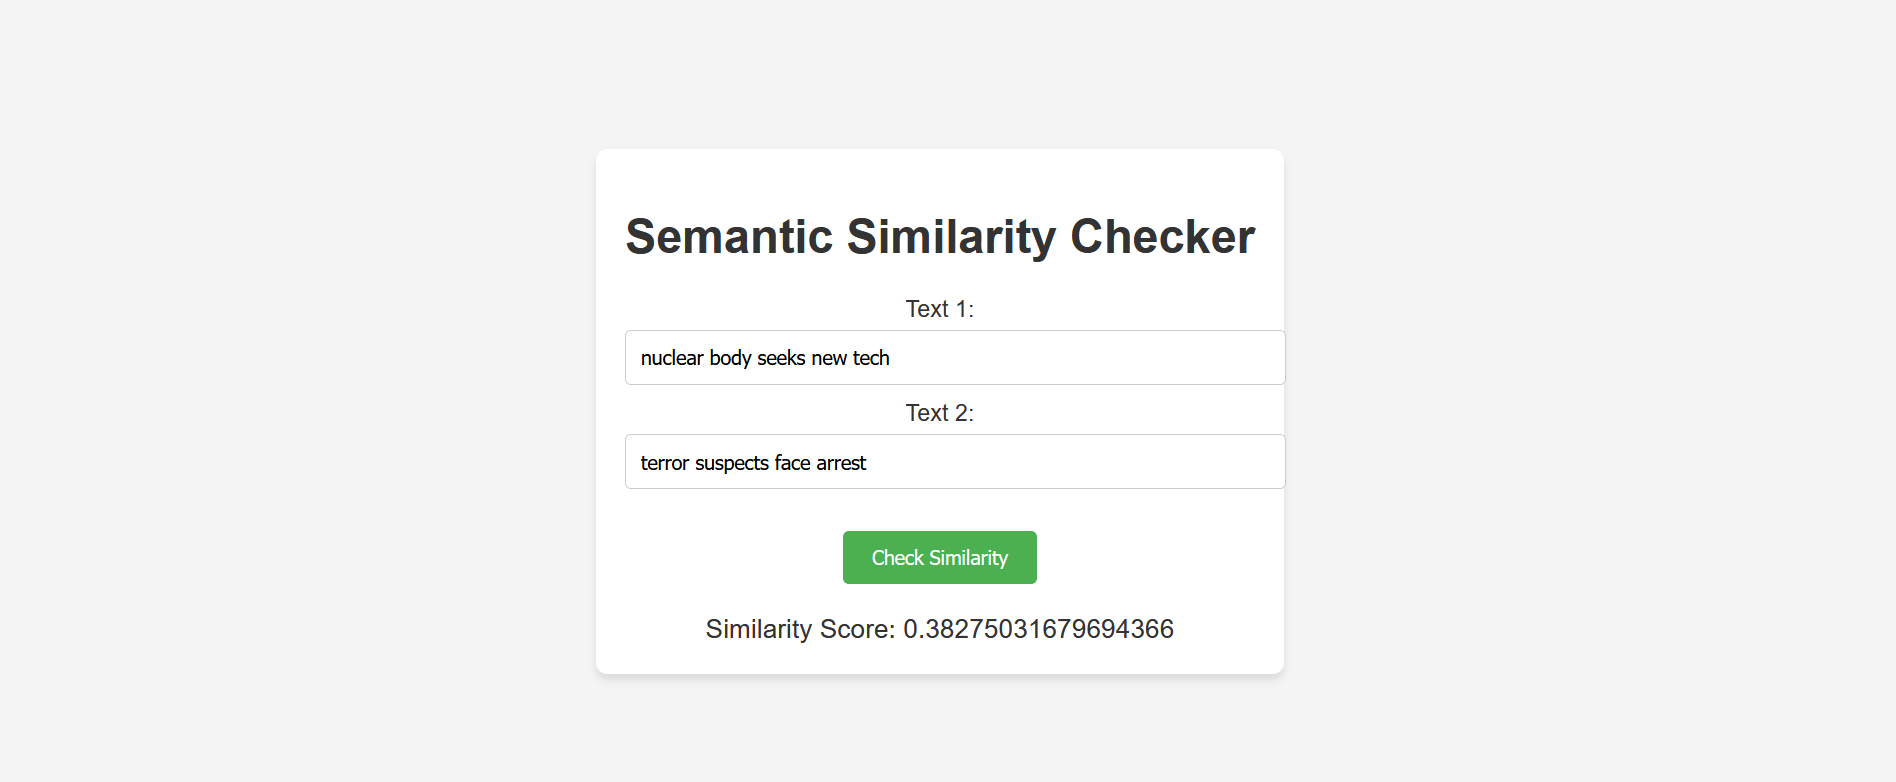 Semantic Similarity Checker
Text 1:
nuclear body seeks new tech
Text 2:
terror suspects face arrest
Check Similarity
Similarity Score: 0.38275031679694366